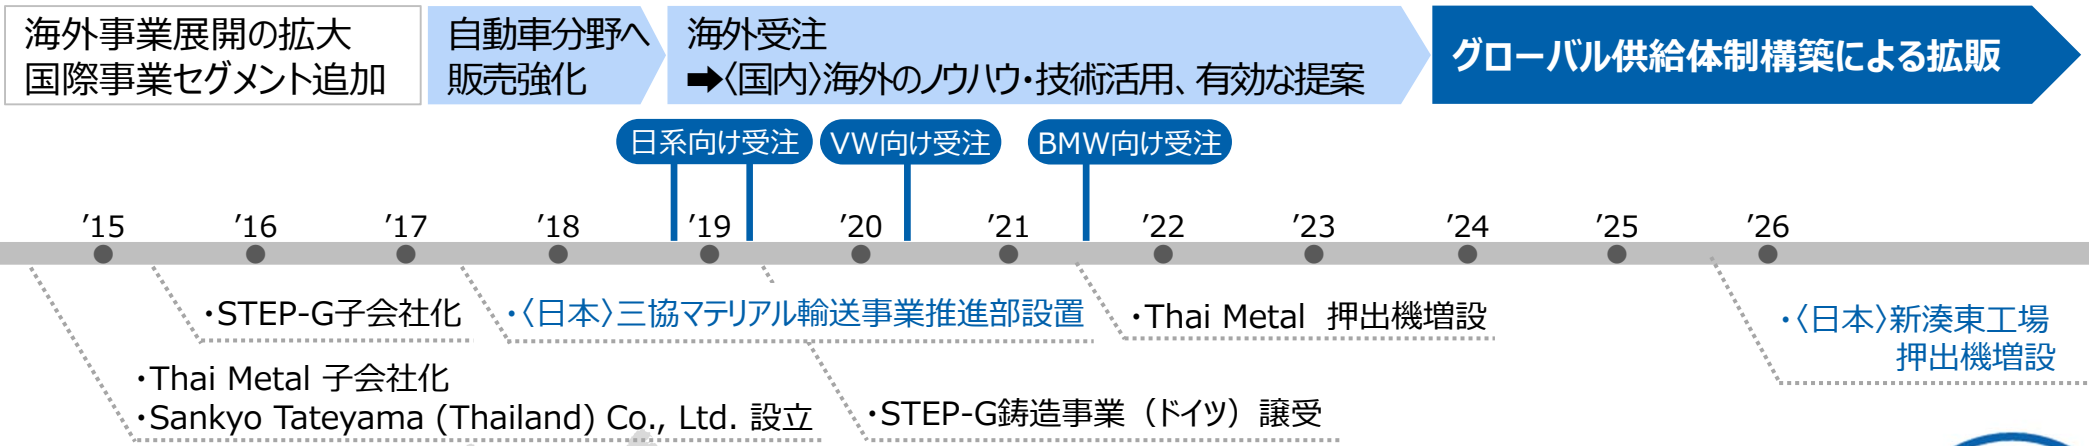 海外事業展開の拡大
国際事業セグメント追加
自動車分野へ
販売強化
海外受注
➡〈国内〉海外のノウハウ・技術活用、有効な提案
グローバル供給体制構築による拡販
日系向け受注
VW向け受注
BMW向け受注
’15
’16
’17
’18
’19
’20
’21
’22
’23
’24
’25
’26
・STEP-G子会社化
・〈日本〉三協マテリアル輸送事業推進部設置
・Thai Metal 押出機増設
・〈日本〉新湊東工場
押出機増設
・Thai Metal 子会社化
・Sankyo Tateyama (Thailand) Co., Ltd. 設立
・STEP-G鋳造事業（ドイツ）譲受